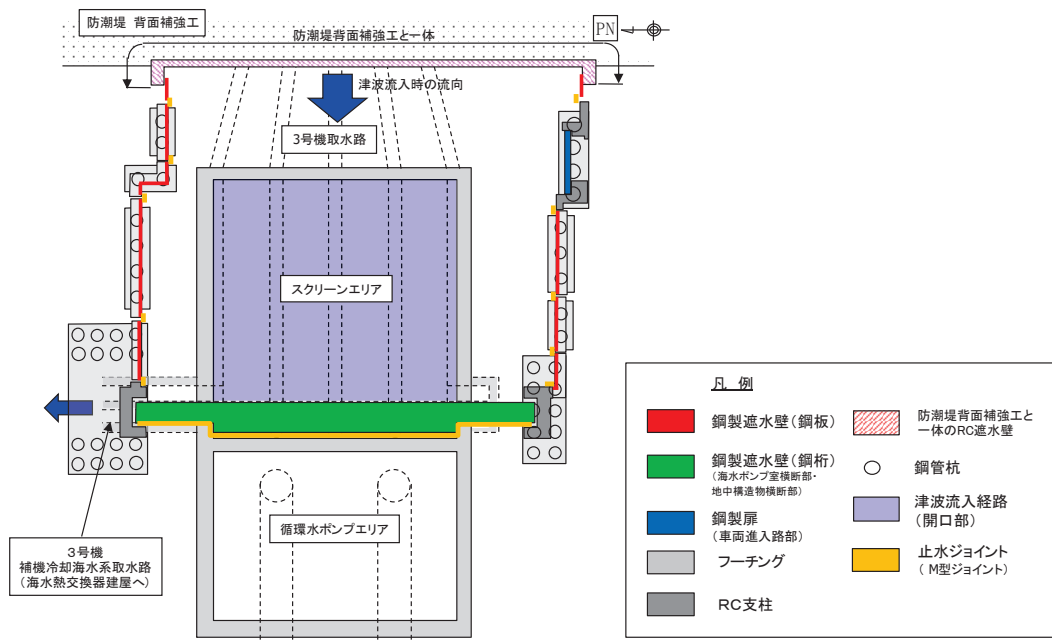 防潮堤 背面補強工
防潮堤背面補強工と一体
PN
津波流入時の流向
3号機取水路
スクリーンエリア
循環水ポンプエリア
3号機
補機冷却海水系取水路
(海水熱交換器建屋へ)
凡 例
鋼製遮水壁(鋼板)
鋼製遮水壁(鋼桁)
(海水ポンプ室横断部・
地中構造物横断部)
鋼製扉
(車両進入路部)
フーチング
RC支柱
防潮堤背面補強工と
一体のRC遮水壁
鋼管杭
津波流入経路
(開口部)
止水ジョイント
( M型ジョイント)